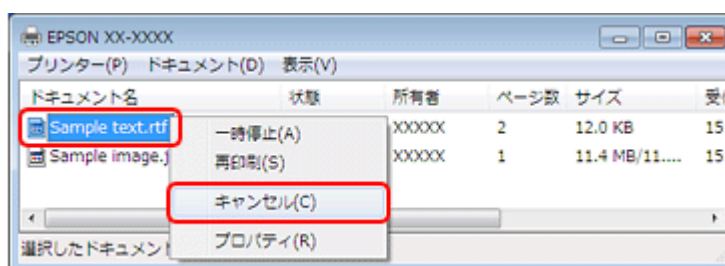 EPSON XX-XXXX
プリンター(P) ドキュメント(D) 表示(V)
ドキュメント名 状態 所有者 ページ数 サイズ 受
Sample text.rtf XXXXX 2 12.0 KB 15
Sample image.j XXXXX 1 11.4 MB/11.... 15
一時停止(A)
再印刷(S)
キャンセル(C)
プロパティ(R)
選択したドキュメント